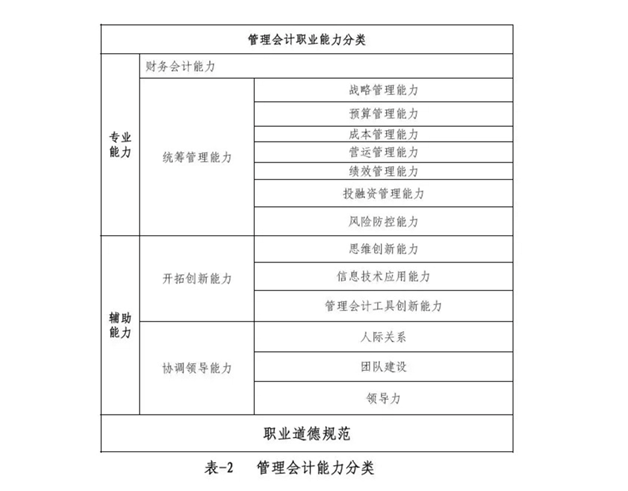 管理会计职业能力分类
专业
能力
财务会计能力
统筹管理能力
战略管理能力
预算管理能力
成本管理能力
营运管理能力
绩效管理能力
投融资管理能力
风险防控能力
辅助
能力
开拓创新能力
思维创新能力
信息技术应用能力
管理会计工具创新能力
协调领导能力
人际关系
团队建设
领导力
职业道德规范
表-2 管理会计能力分类